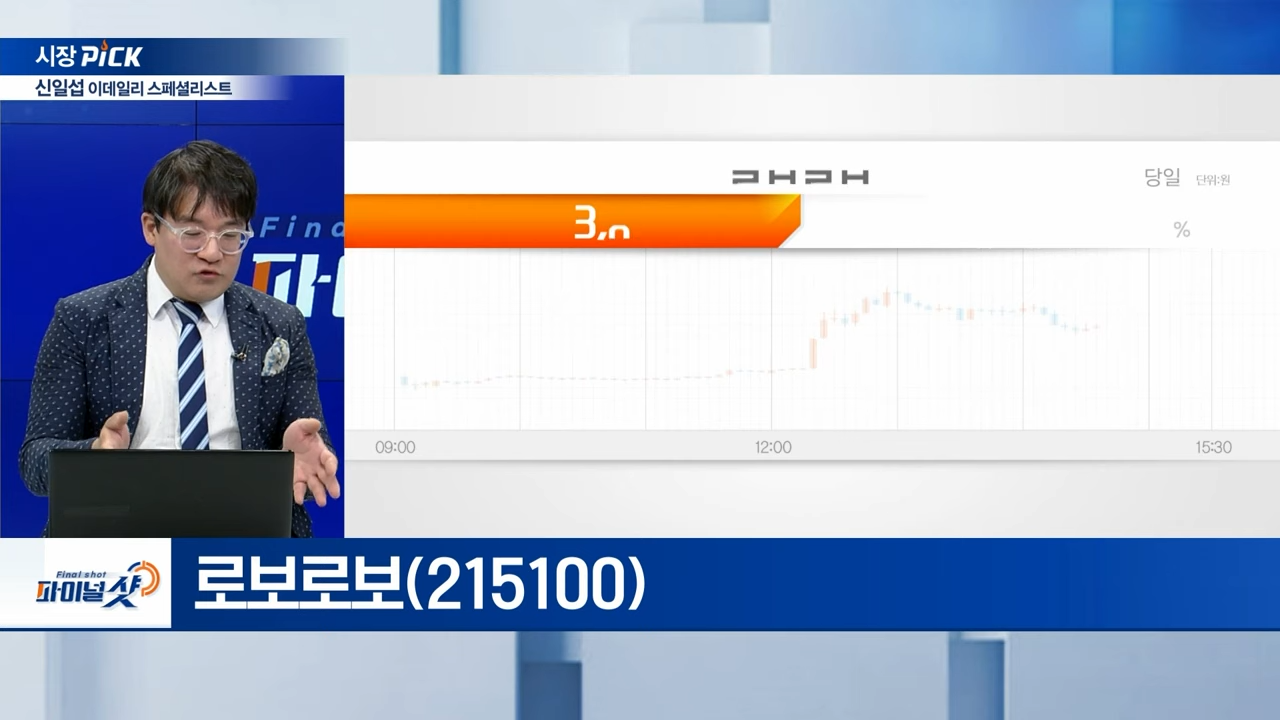 시장 PiCK
신일섭 이데일리 스페셜리스트
Fina
당일 단위:원
%
09:00
12:00
15:30
Final shot
파이널샷
로보로보(215100)